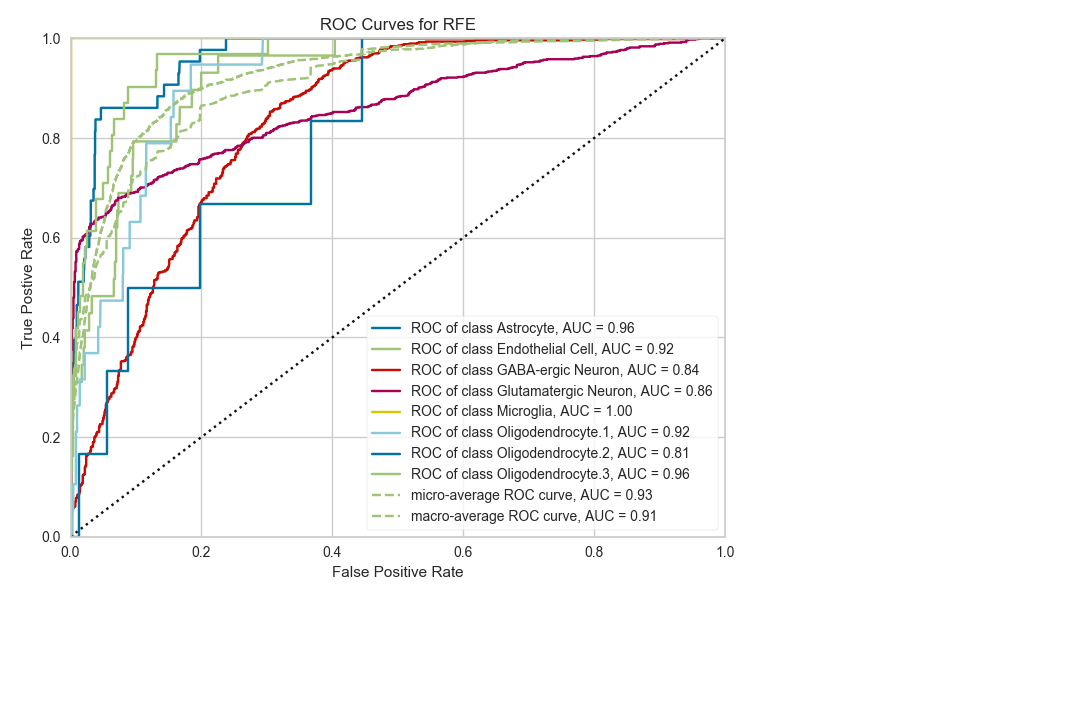 ROC Curves for RFE
1.0
0.8
0.6
0.4
0.2
0.0
True Postive Rate
ROC of class Astrocyte, AUC = 0.96
ROC of class Endothelial Cell, AUC = 0.92
ROC of class GABA-ergic Neuron, AUC = 0.84
ROC of class Glutamatergic Neuron, AUC = 0.86
ROC of class Microglia, AUC = 1.00
ROC of class Oligodendrocyte.1, AUC = 0.92
ROC of class Oligodendrocyte.2, AUC = 0.81
ROC of class Oligodendrocyte.3, AUC = 0.96
micro-average ROC curve, AUC = 0.93
macro-average ROC curve, AUC = 0.91
0.0 0.2 0.4 0.6 0.8 1.0
False Positive Rate